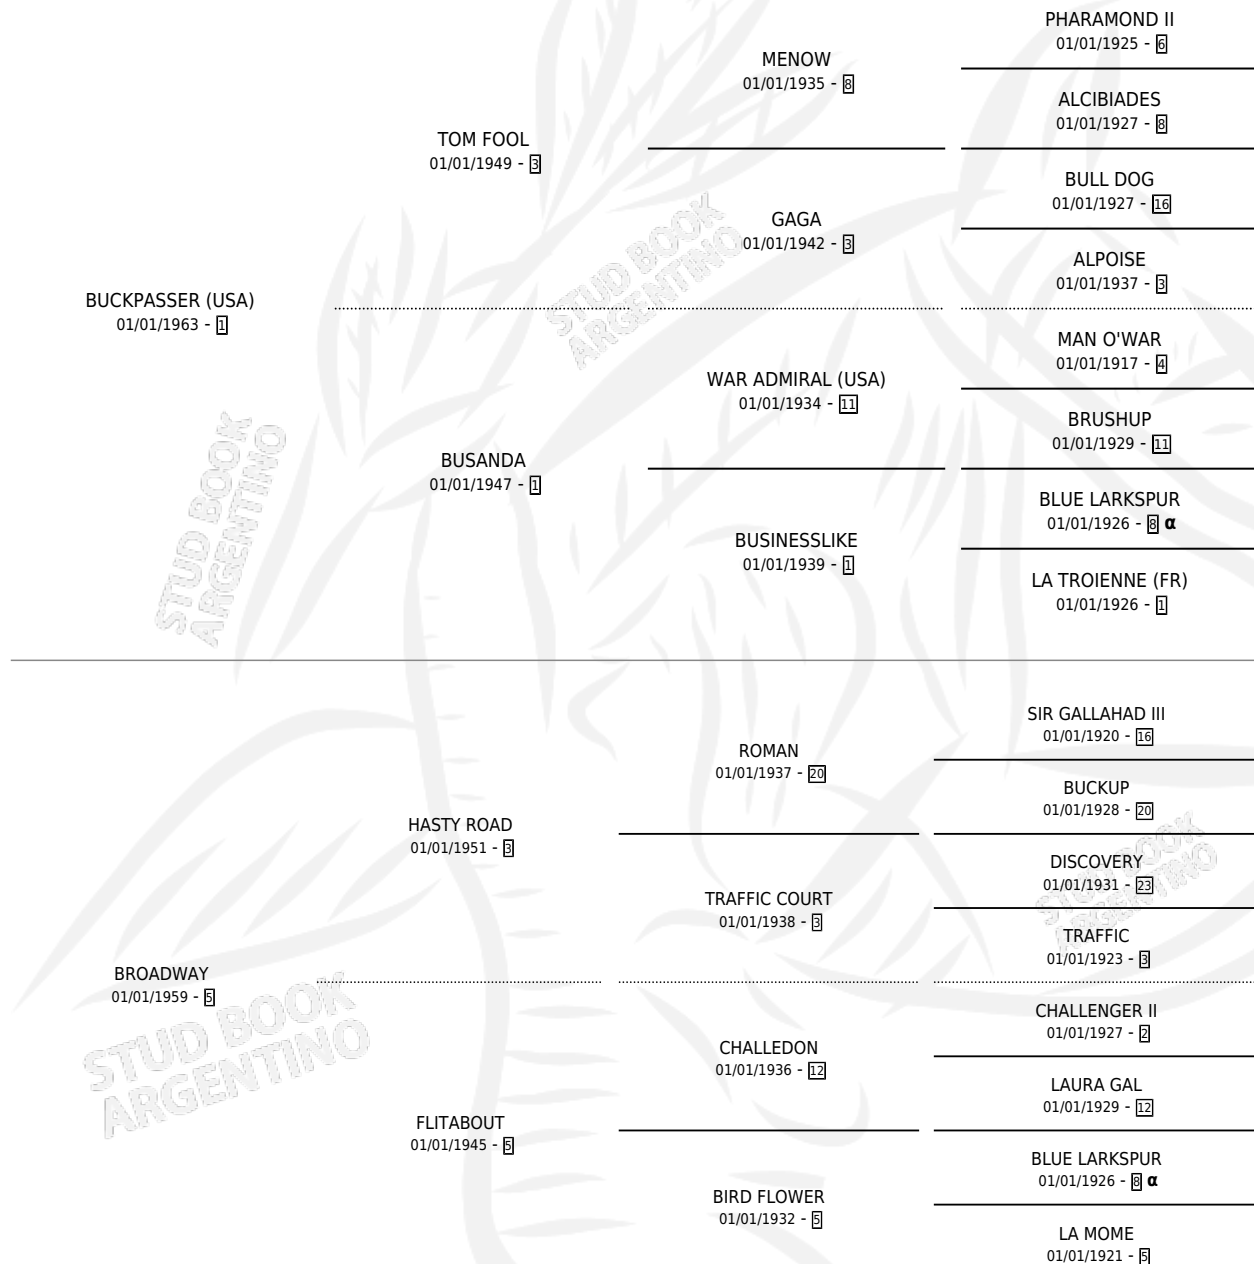 PHARAMOND II
01/01/1925 - 6
MENOW
01/01/1935 - 8
ALCIBIADES
01/01/1927 - 8
TOM FOOL
01/01/1949 - 3
BULL DOG
01/01/1927 - 16
GAGA
01/01/1942 - 3
ALPOISE
01/01/1937 - 3
BUCKPASSER (USA)
01/01/1963 - 1
MAN O'WAR
01/01/1917 - 4
WAR ADMIRAL (USA)
01/01/1934 - 11
BRUSHUP
01/01/1929 - 11
BUSANDA
01/01/1947 - 1
BLUE LARKSPUR
01/01/1926 - 8 α
BUSINESSLIKE
01/01/1939 - 1
LA TROIENNE (FR)
01/01/1926 - 1
SIR GALLAHAD III
01/01/1920 - 16
ROMAN
01/01/1937 - 20
BUCKUP
01/01/1928 - 20
HASTY ROAD
01/01/1951 - 3
DISCOVERY
01/01/1931 - 23
TRAFFIC COURT
01/01/1938 - 3
TRAFFIC
01/01/1923 - 3
BROADWAY
01/01/1959 - 5
CHALLENGER II
01/01/1927 - 2
CHALLEDON
01/01/1936 - 12
LAURA GAL
01/01/1929 - 12
FLITABOUT
01/01/1945 - 5
BLUE LARKSPUR
01/01/1926 - 8 α
BIRD FLOWER
01/01/1932 - 5
LA MOME
01/01/1921 - 5
STUD BOOK
ARGENTINO
STUD BOOK
ARGENTINO
STUD BOOK
ARGENTINO
STUD BOOK
ARGENTINO